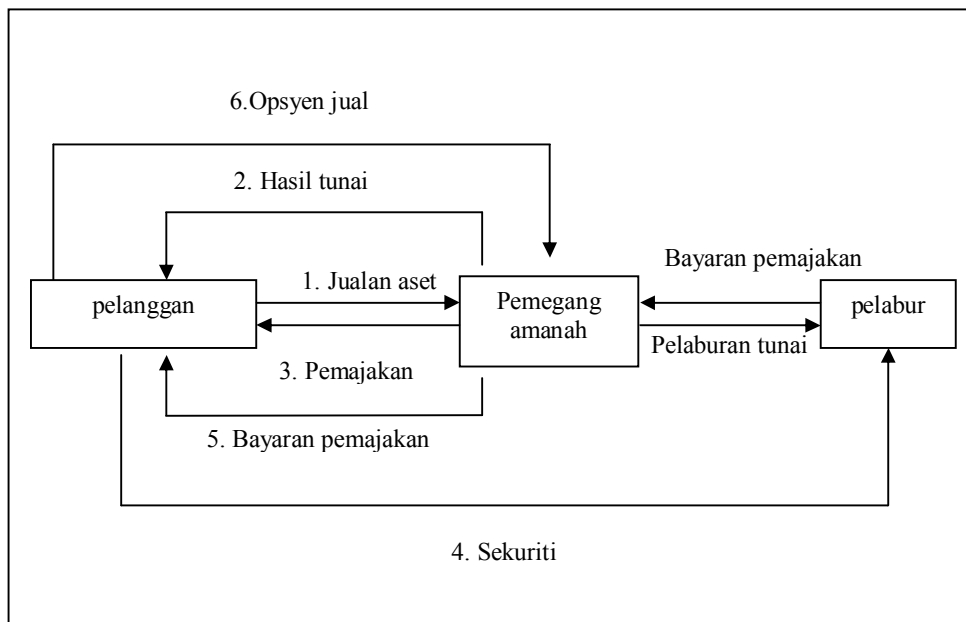 6.Opsyen jual
2. Hasil tunai
Bayaran pemajakan
1. Jualan aset
pelanggan
Pemegang
amanah
pelabur
Pelaburan tunai
3. Pemajakan
5. Bayaran pemajakan
4. Sekuriti